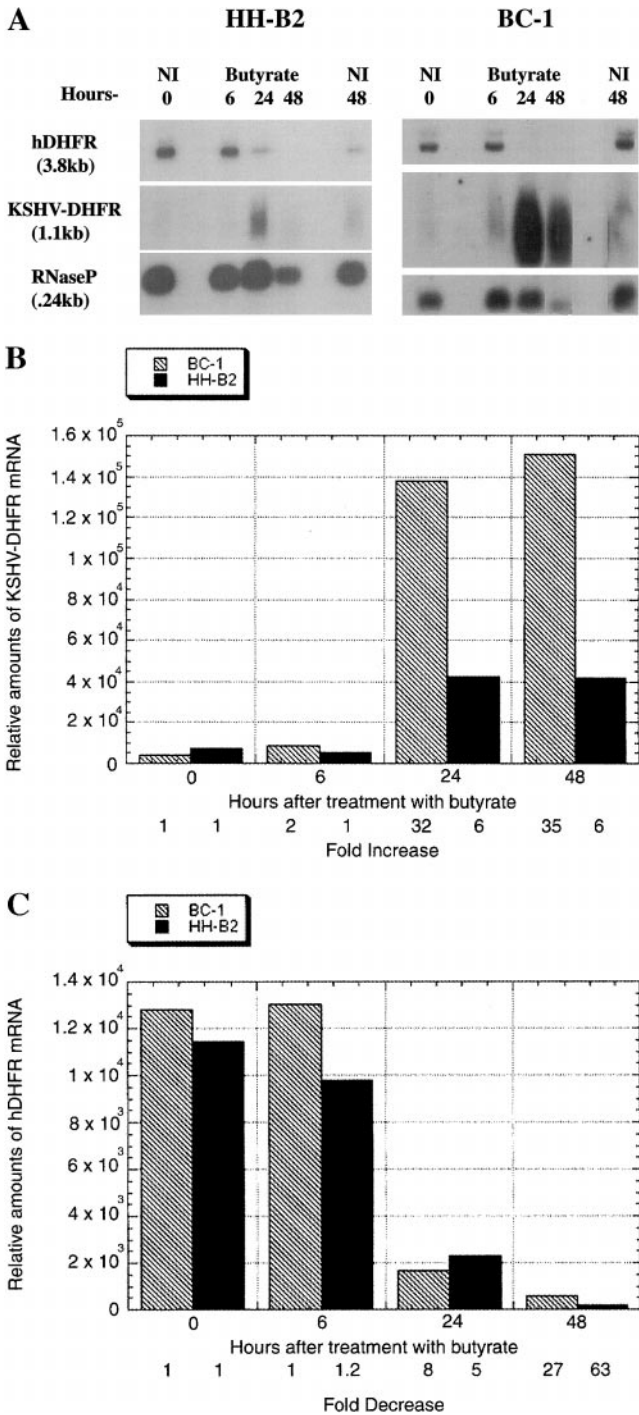 A
HH-B2 BC-1
NI Butyrate NI NI Butyrate NI
Hours- 0 6 24 48 48 0 6 24 48 48
hDHFR
(3.8kb)
KSHV-DHFR
(1.1kb)
RNaseP
(.24kb)
B
BC-1
HH-B2
Relative amounts of KSHV-DHFR mRNA
1.6 x 10^5
1.4 x 10^5
1 x 10^5
1 x 10^5
8 x 10^4
6 x 10^4
4 x 10^4
2 x 10^4
0
0 6 24 48
Hours after treatment with butyrate
1 1 2 1 32 6 35 6
Fold Increase
C
BC-1
HH-B2
Relative amounts of hDHFR mRNA
1.4 x 10^4
1.2 x 10^4
1 x 10^4
8 x 10^3
6 x 10^3
4 x 10^3
2 x 10^3
0
0 6 24 48
Hours after treatment with butyrate
1 1 1 1.2 8 5 27 63
Fold Decrease